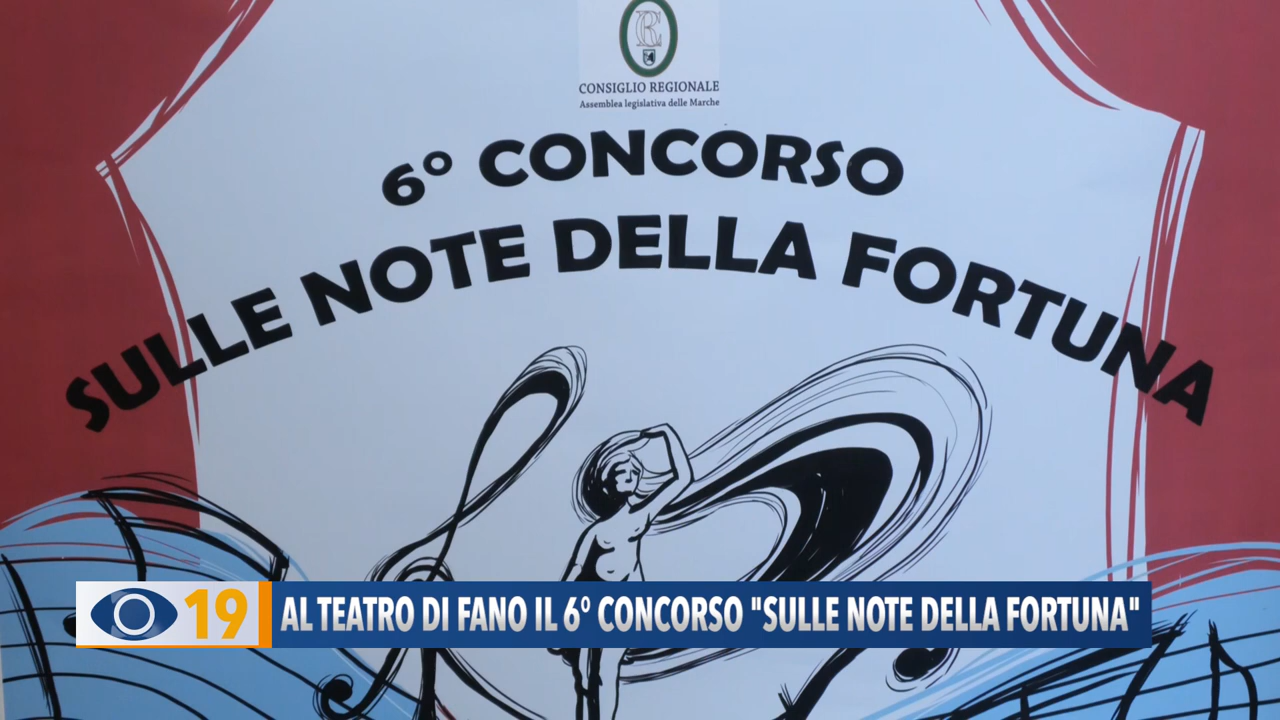 CONSIGLIO REGIONALE
Assemblea legislativa delle Marche
6° CONCORSO
SULLE NOTE DELLA FORTUNA
19
AL TEATRO DI FANO IL 6° CONCORSO "SULLE NOTE DELLA FORTUNA"